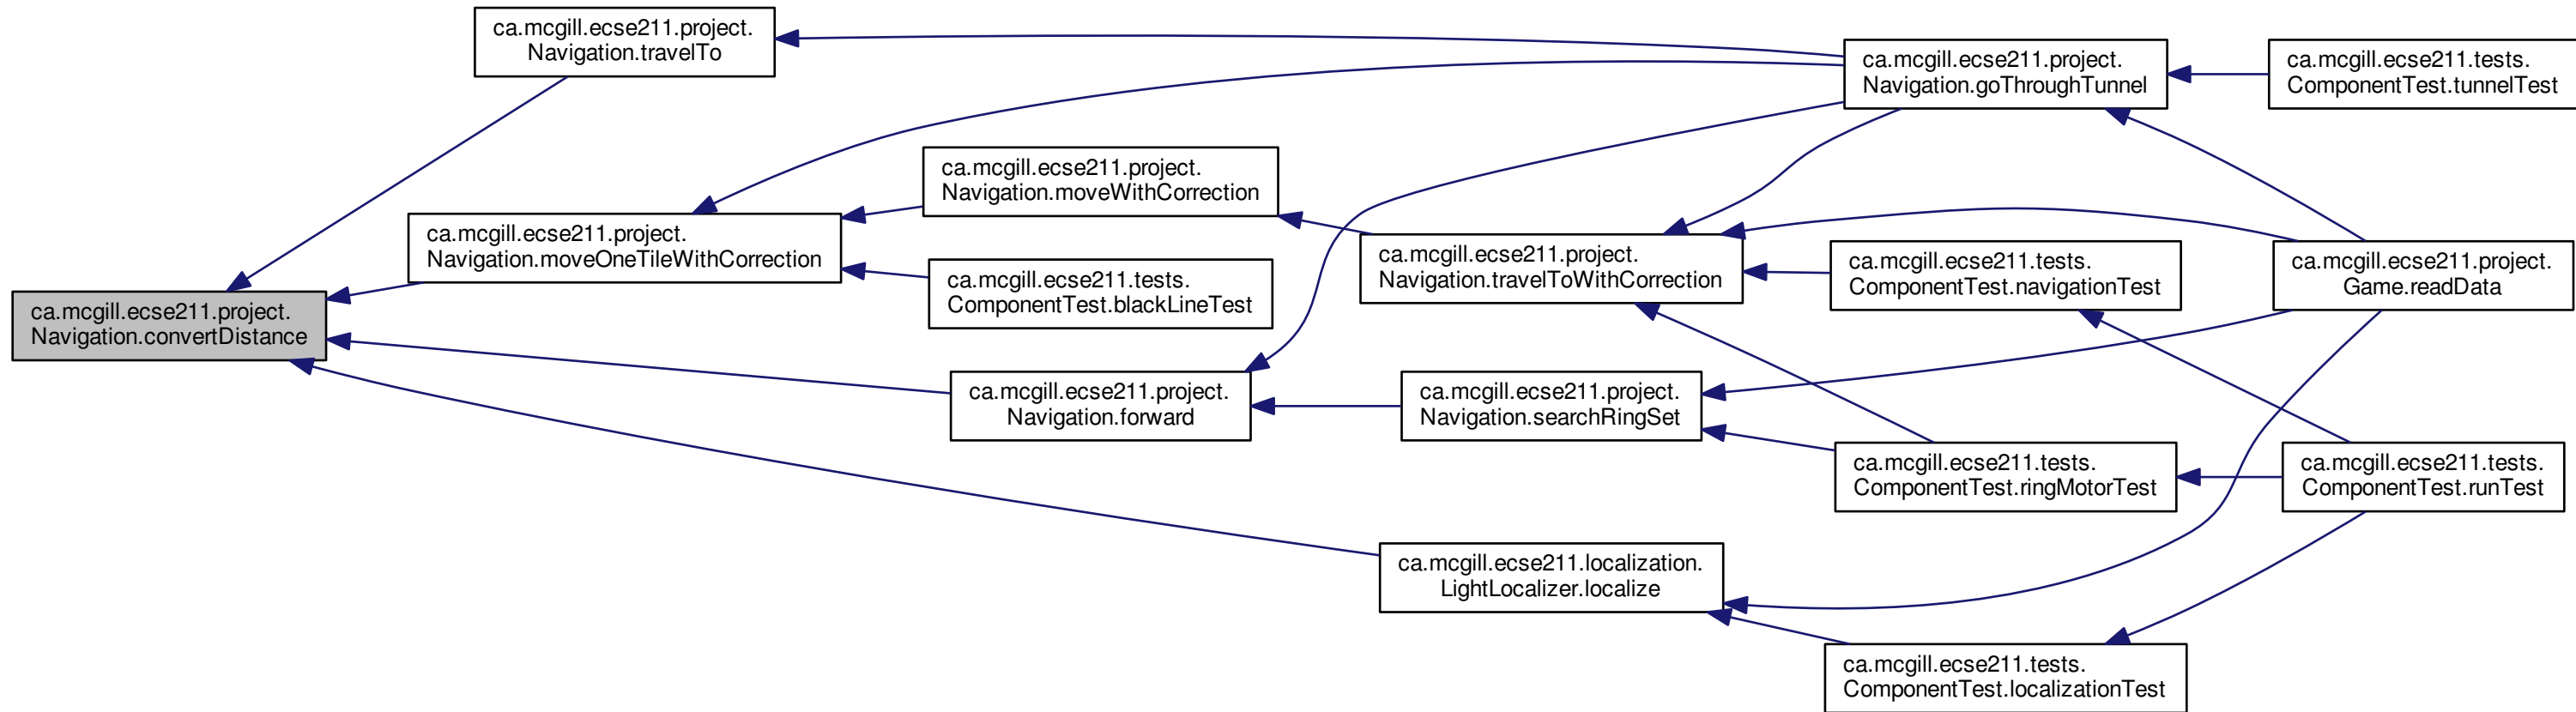 ca.mcgill.ecse211.project.
Navigation.travelTo
ca.mcgill.ecse211.project.
Navigation.goThroughTunnel
ca.mcgill.ecse211.tests.
ComponentTest.tunnelTest
ca.mcgill.ecse211.project.
Navigation.moveWithCorrection
ca.mcgill.ecse211.project.
Navigation.moveOneTileWithCorrection
ca.mcgill.ecse211.project.
Navigation.travelToWithCorrection
ca.mcgill.ecse211.tests.
ComponentTest.navigationTest
ca.mcgill.ecse211.project.
Game.readData
ca.mcgill.ecse211.tests.
ComponentTest.blackLineTest
ca.mcgill.ecse211.project.
Navigation.convertDistance
ca.mcgill.ecse211.project.
Navigation.forward
ca.mcgill.ecse211.project.
Navigation.searchRingSet
ca.mcgill.ecse211.tests.
ComponentTest.ringMotorTest
ca.mcgill.ecse211.tests.
ComponentTest.runTest
ca.mcgill.ecse211.localization.
LightLocalizer.localize
ca.mcgill.ecse211.tests.
ComponentTest.localizationTest